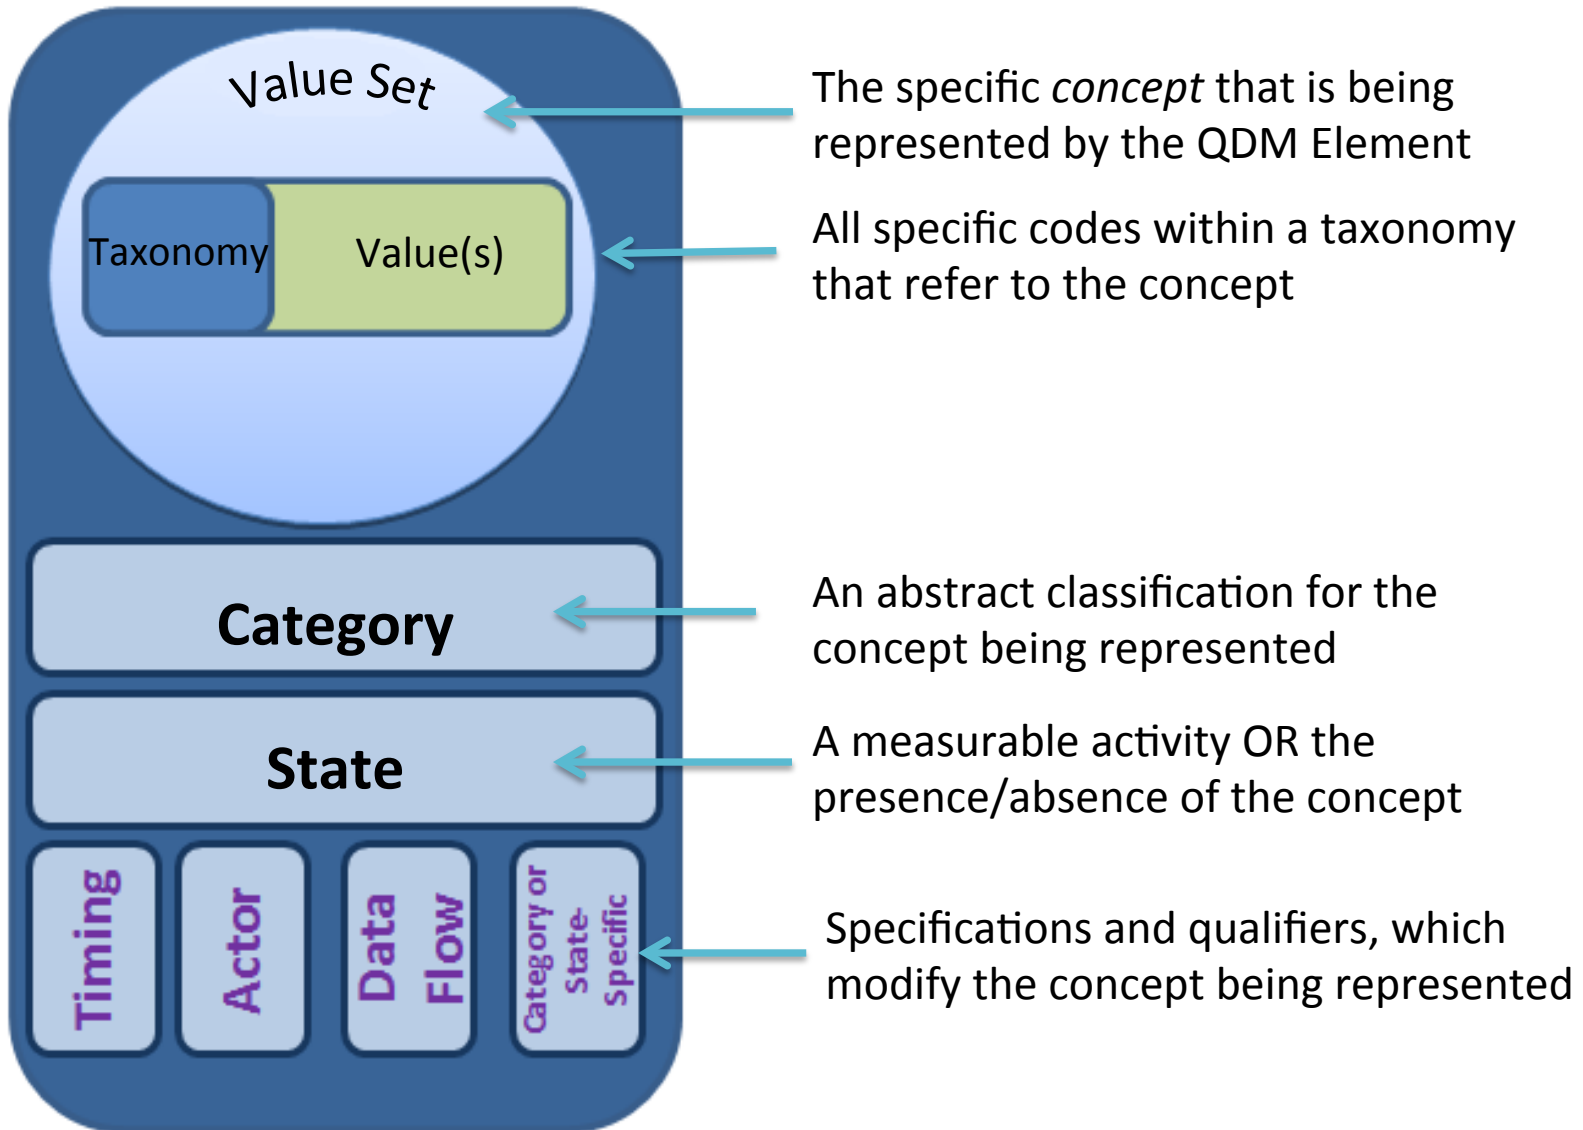 Value Set
Taxonomy
Value(s)
Category
State
Timing
Actor
Data
Flow
Category or
State-
Specific
The specific concept that is being
represented by the QDM Element
All specific codes within a taxonomy
that refer to the concept
An abstract classification for the
concept being represented
A measurable activity OR the
presence/absence of the concept
Specifications and qualifiers, which
modify the concept being represented